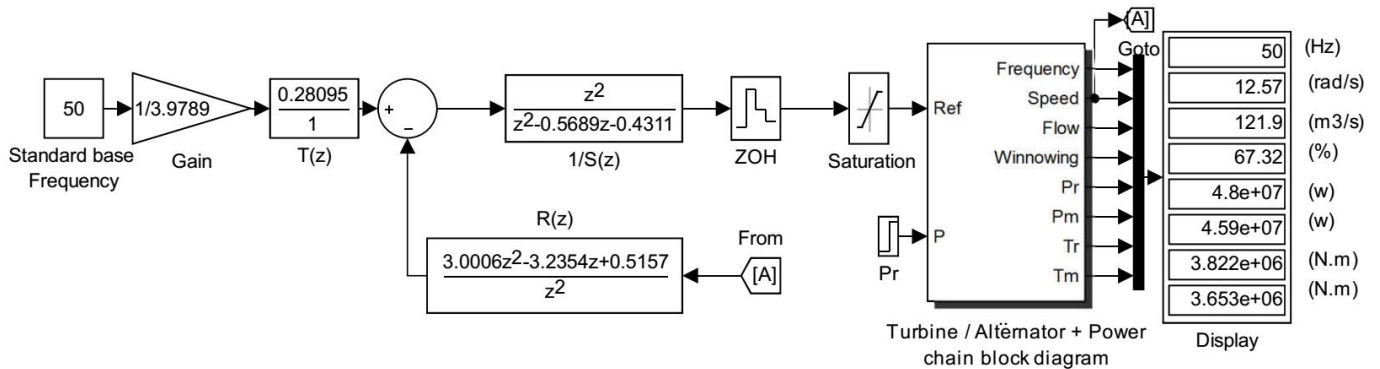 50
Standard base
Frequency
1/3.9789
Gain
0.28095
1
T(z)
+
−
z2
z2-0.5689z-0.4311
1/S(z)
ZOH
Saturation
R(z)
3.0006z2-3.2354z+0.5157
z2
From
[A]
Pr
Ref
P
Frequency
Speed
Flow
Winnowing
Pr
Pm
Tr
Tm
Turbine / Alternator + Power
chain block diagram
[A]
Goto
50 (Hz)
12.57 (rad/s)
121.9 (m3/s)
67.32 (%)
4.8e+07 (w)
4.59e+07 (w)
3.822e+06 (N.m)
3.653e+06 (N.m)
Display